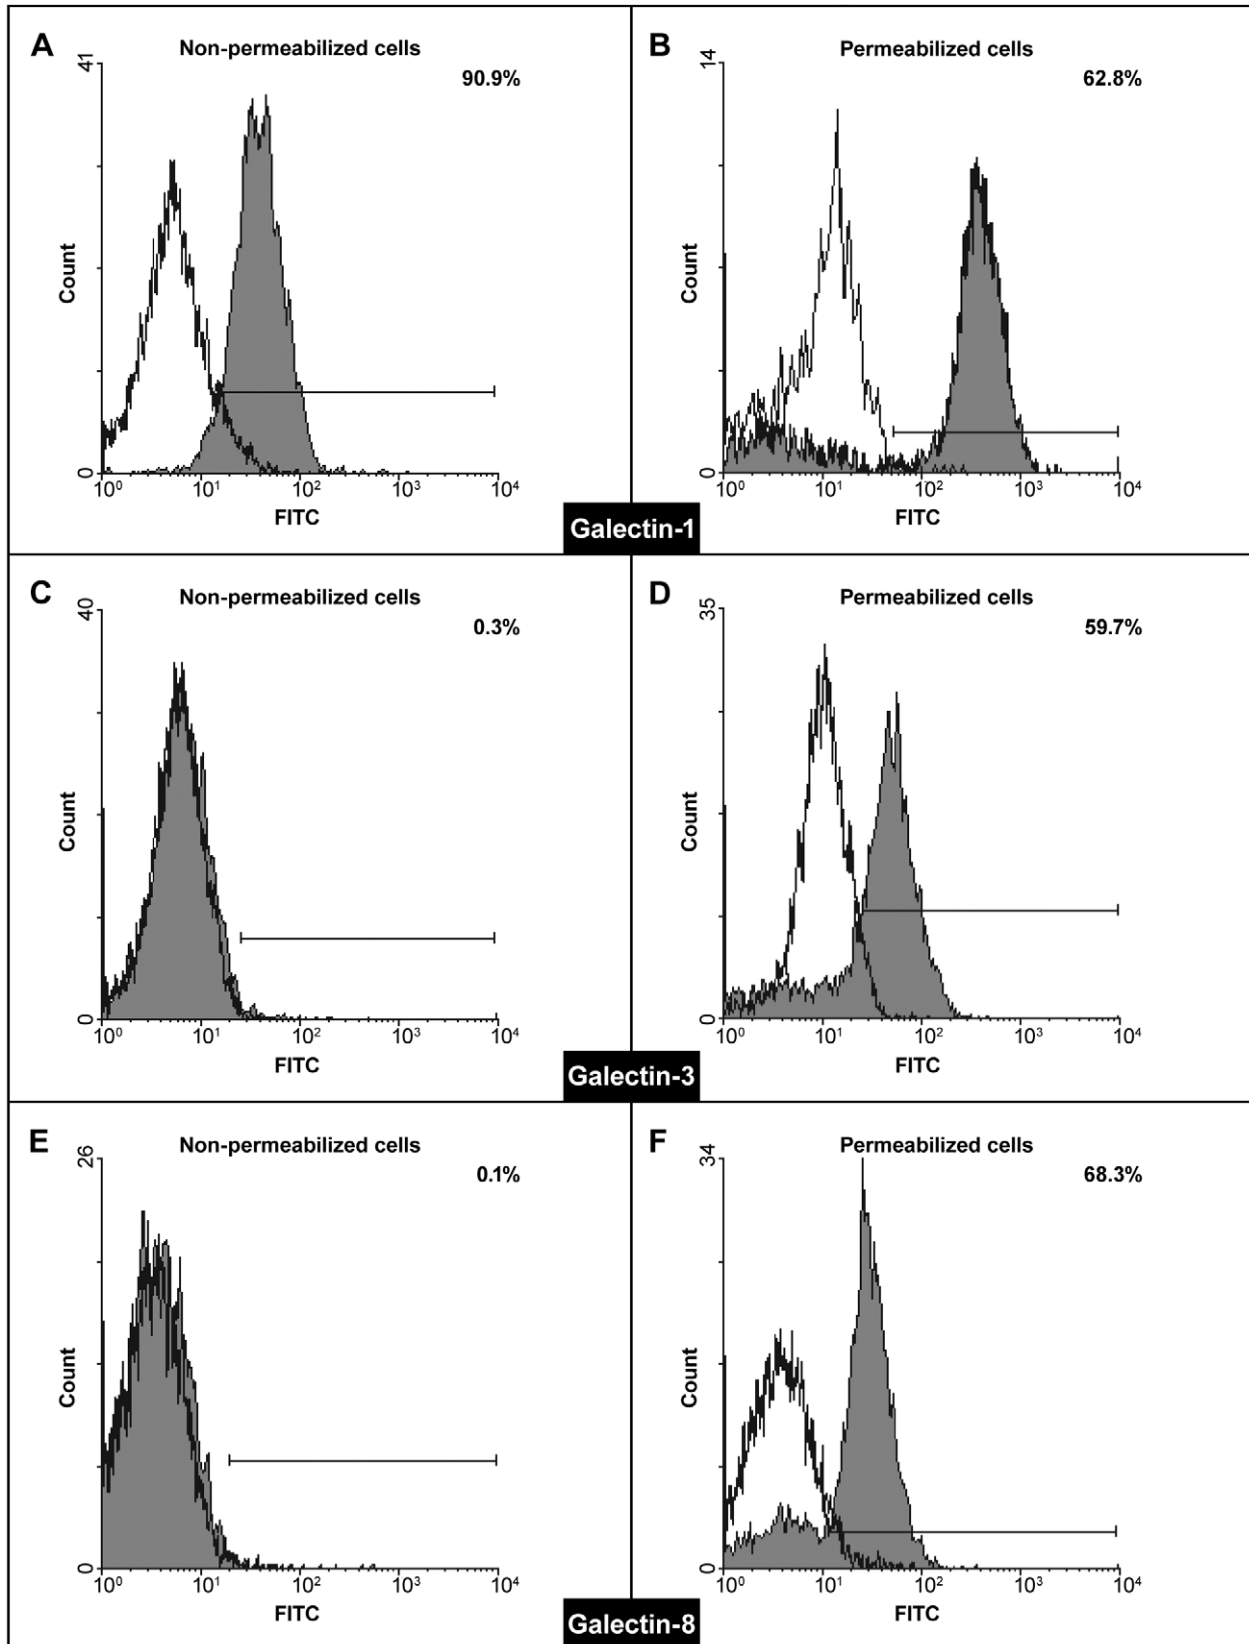 A
Non-permeabilized cells
90.9%
41
Count
0
10⁰ 10¹ 10² 10³ 10⁴
FITC
B
Permeabilized cells
62.8%
14
Count
0
10⁰ 10¹ 10² 10³ 10⁴
FITC
Galectin-1
C
Non-permeabilized cells
0.3%
40
Count
0
10⁰ 10¹ 10² 10³ 10⁴
FITC
D
Permeabilized cells
59.7%
35
Count
0
10⁰ 10¹ 10² 10³ 10⁴
FITC
Galectin-3
E
Non-permeabilized cells
0.1%
26
Count
0
10⁰ 10¹ 10² 10³ 10⁴
FITC
F
Permeabilized cells
68.3%
34
Count
0
10⁰ 10¹ 10² 10³ 10⁴
FITC
Galectin-8